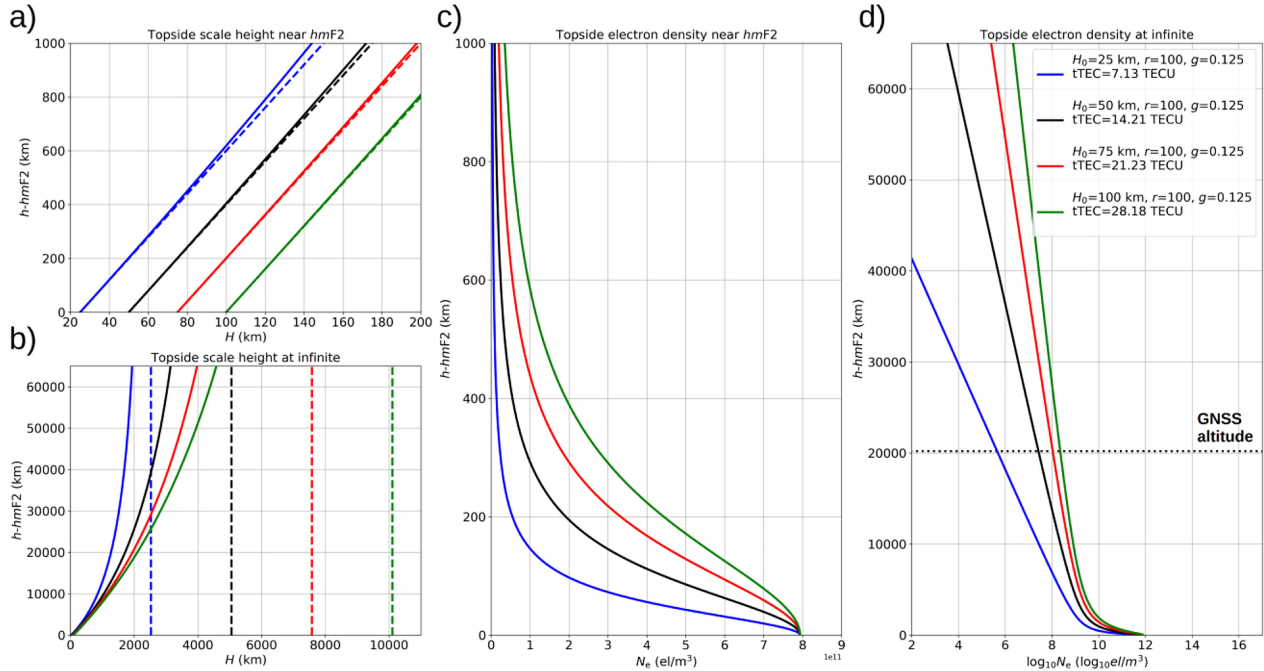 a)
Topside scale height near hmF2
1000
800
600
400
200
0
h-hmF2 (km)
20 40 60 80 100 120 140 160 180 200
H (km)
b)
Topside scale height at infinite
60000
50000
40000
30000
20000
10000
0
h-hmF2 (km)
0 2000 4000 6000 8000 10000
H (km)
c)
Topside electron density near hmF2
1000
800
600
400
200
0
h-hmF2 (km)
0 1 2 3 4 5 6 7 8 9
1e11
Ne (el/m³)
d)
Topside electron density at infinite
H₀=25 km, r=100, g=0.125
tTEC=7.13 TECU
H₀=50 km, r=100, g=0.125
tTEC=14.21 TECU
H₀=75 km, r=100, g=0.125
tTEC=21.23 TECU
H₀=100 km, r=100, g=0.125
tTEC=28.18 TECU
GNSS
altitude
60000
50000
40000
30000
20000
10000
0
h-hmF2 (km)
2 4 6 8 10 12 14 16
log₁₀Ne (log₁₀el/m³)